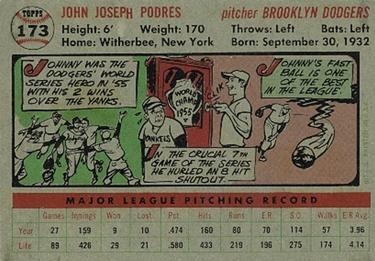 TOPPS
173
JOHN JOSEPH PODRES
pitcher BROOKLYN DODGERS
Height: 6' Weight: 170 Throws: Left Bats: Left
Home: Witherbee, New York Born: September 30, 1932
JOHNNY WAS THE
DODGERS' WORLD
SERIES HERO IN '55
WITH HIS 2 WINS
OVER THE YANKS.
WORLD
CHAMPS
1955
YANKEES
IN THE CRUCIAL 7TH
GAME OF THE SERIES
HE HURLED AN 8 HIT
SHUTOUT.
JOHNNY'S FAST
BALL IS ONE OF
THE BEST
IN THE LEAGUE.
MAJOR LEAGUE PITCHING RECORD
Games Innings Won Lost Pct. Hits Runs E.R. S.O. Walks E.R Avg.
Year 27 159 9 10 .474 160 80 70 114 57 3.96
Life 89 426 29 21 .580 433 219 196 275 174 4.14